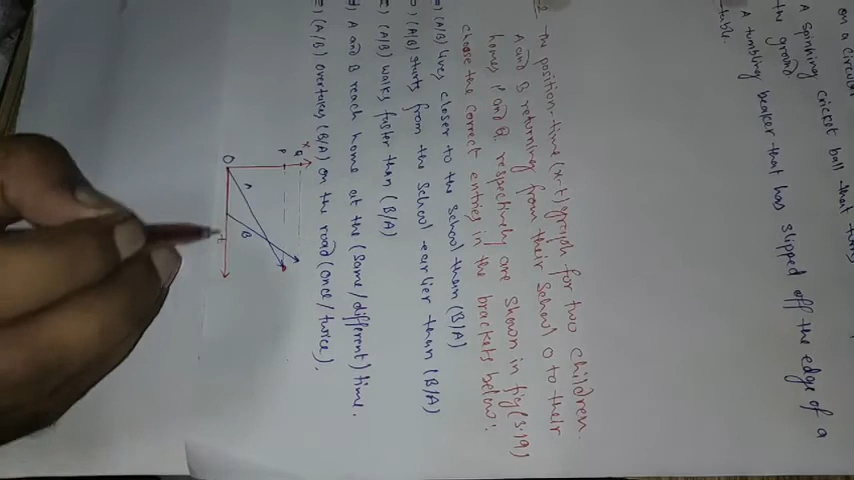 on a circular
A spinning cricket ball that turns
the ground
A tumbling beaker that has slipped off the edge of a
table.
2 The position-time (x-t) graph for two children.
A and B returning from their School O to their
homes P and Q respectively are shown in fig (3.19)
choose the correct entries in the brackets below:
(A/B) lives closer to the School than (B/A)
(A/B) starts from the School earlier than (B/A)
(A/B) walks faster than (B/A)
A and B reach home at the (Same/different) time.
(A/B) overtakes (B/A) on the road (once/twice).
x
Q
P
O
A
B
t